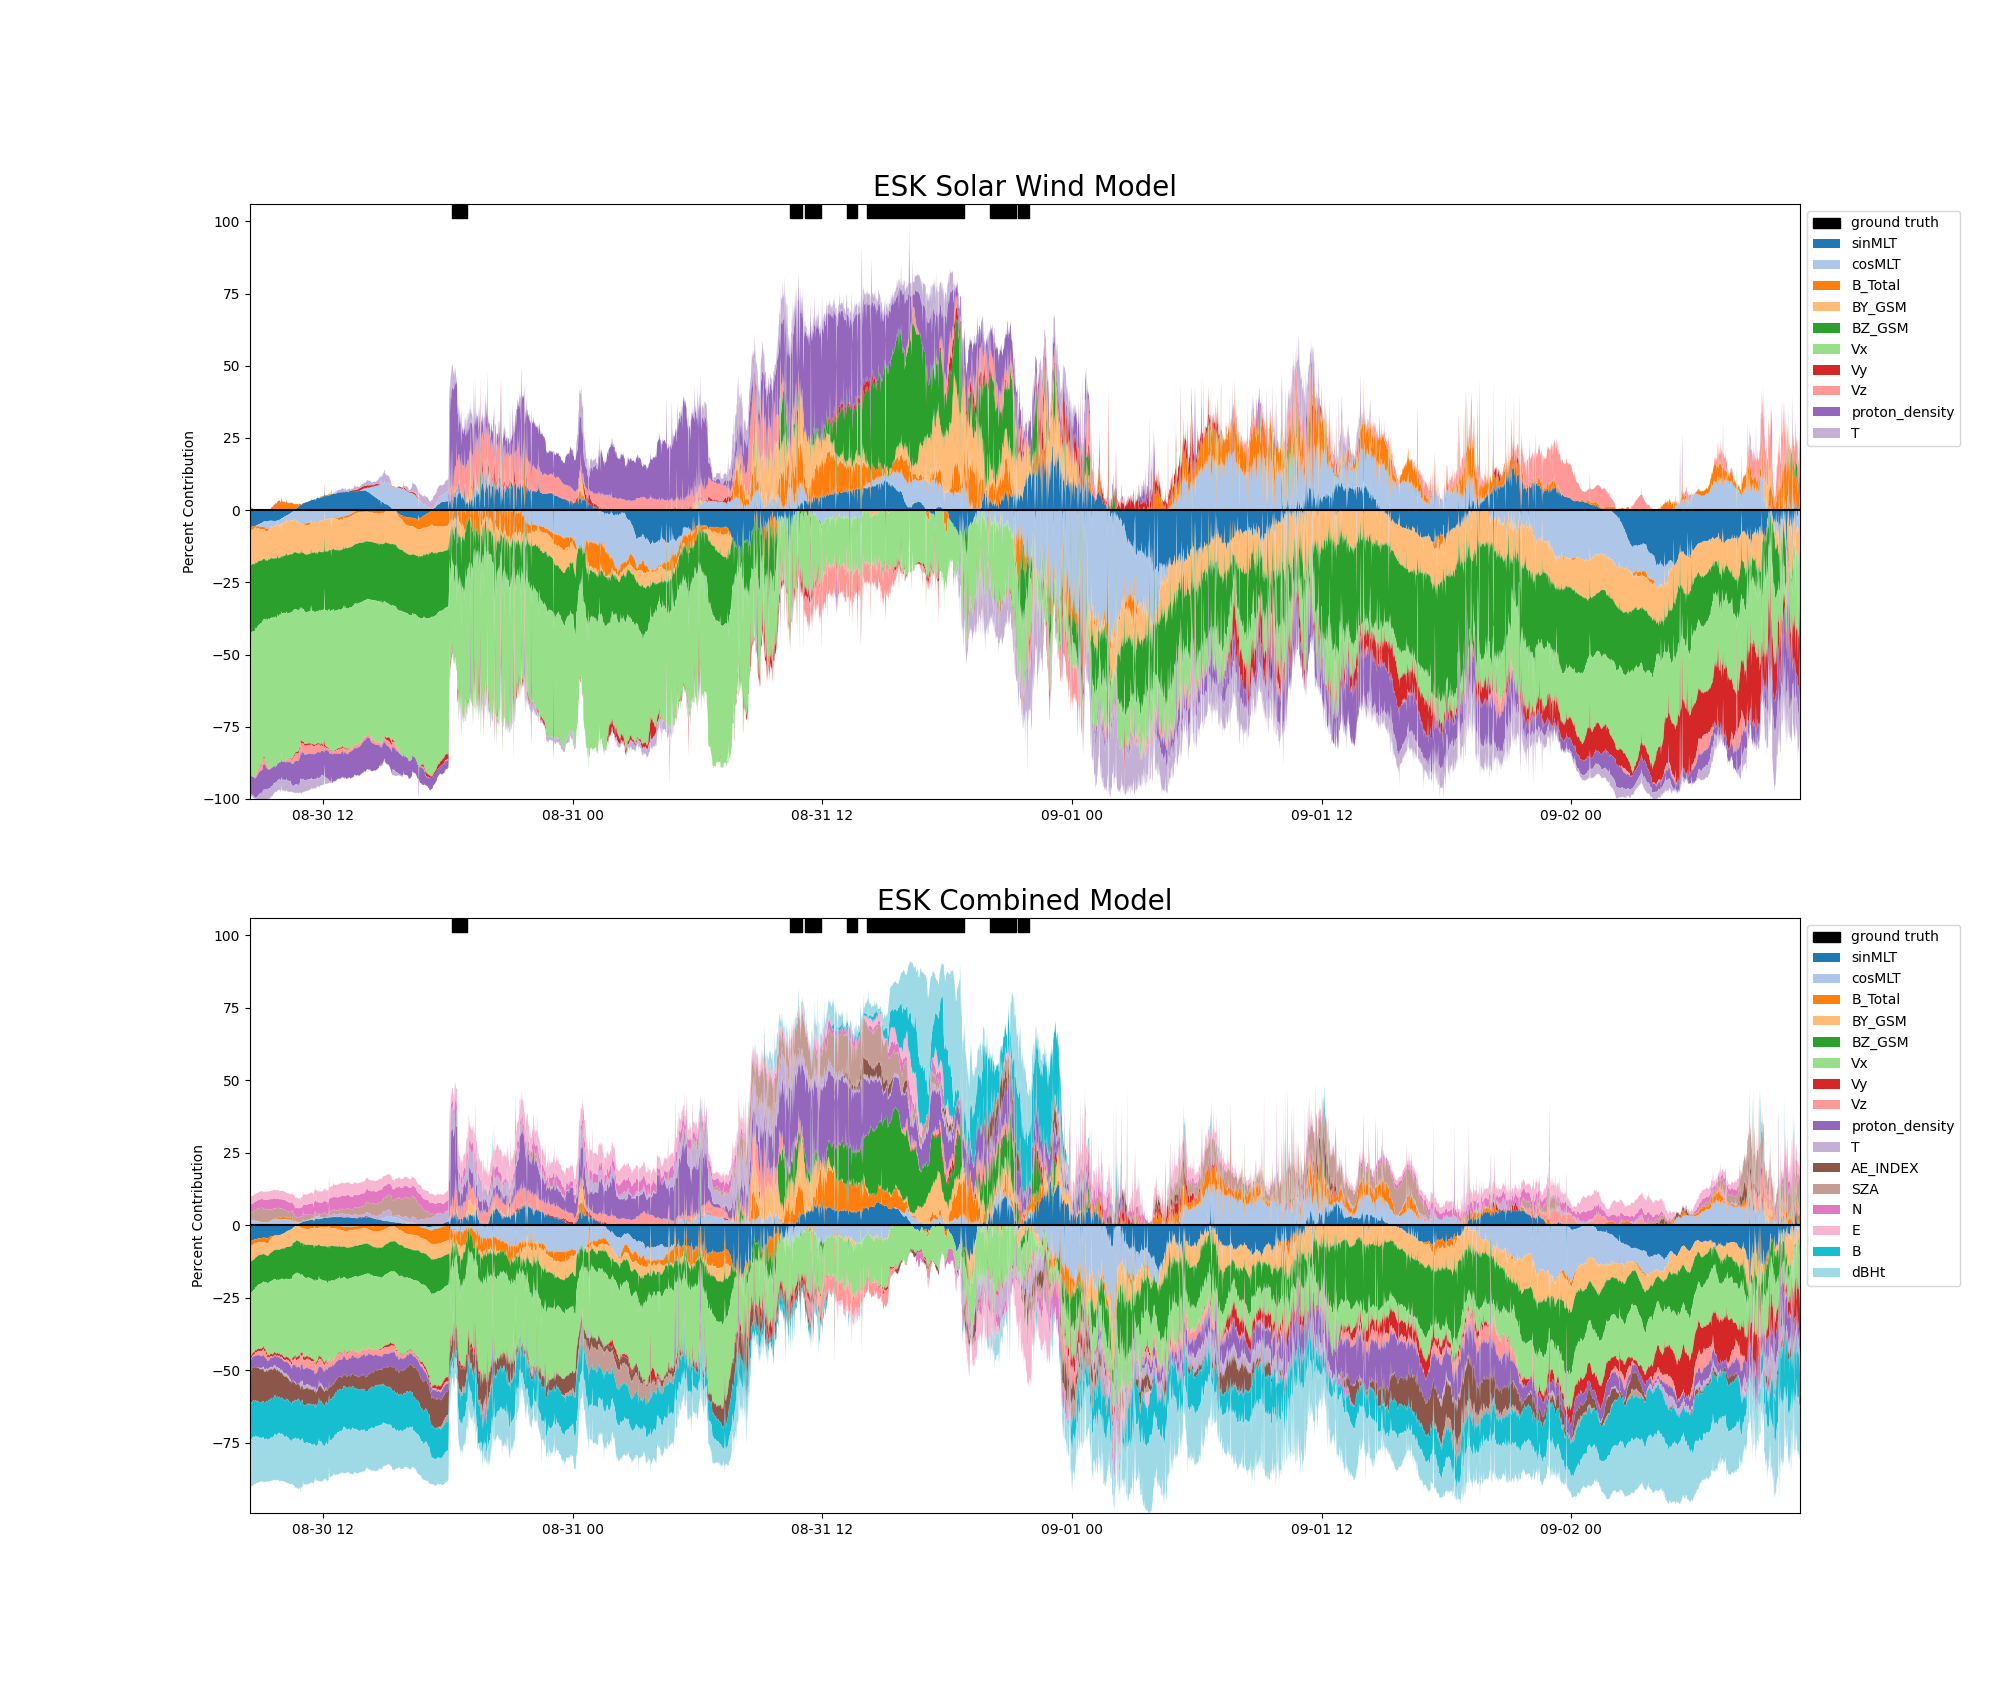 ESK Solar Wind Model
100
75
50
25
0
−25
−50
−75
−100
Percent Contribution
08-30 12
08-31 00
08-31 12
09-01 00
09-01 12
09-02 00
ground truth
sinMLT
cosMLT
B_Total
BY_GSM
BZ_GSM
Vx
Vy
Vz
proton_density
T
ESK Combined Model
100
75
50
25
0
−25
−50
−75
Percent Contribution
08-30 12
08-31 00
08-31 12
09-01 00
09-01 12
09-02 00
ground truth
sinMLT
cosMLT
B_Total
BY_GSM
BZ_GSM
Vx
Vy
Vz
proton_density
T
AE_INDEX
SZA
N
E
B
dBHt